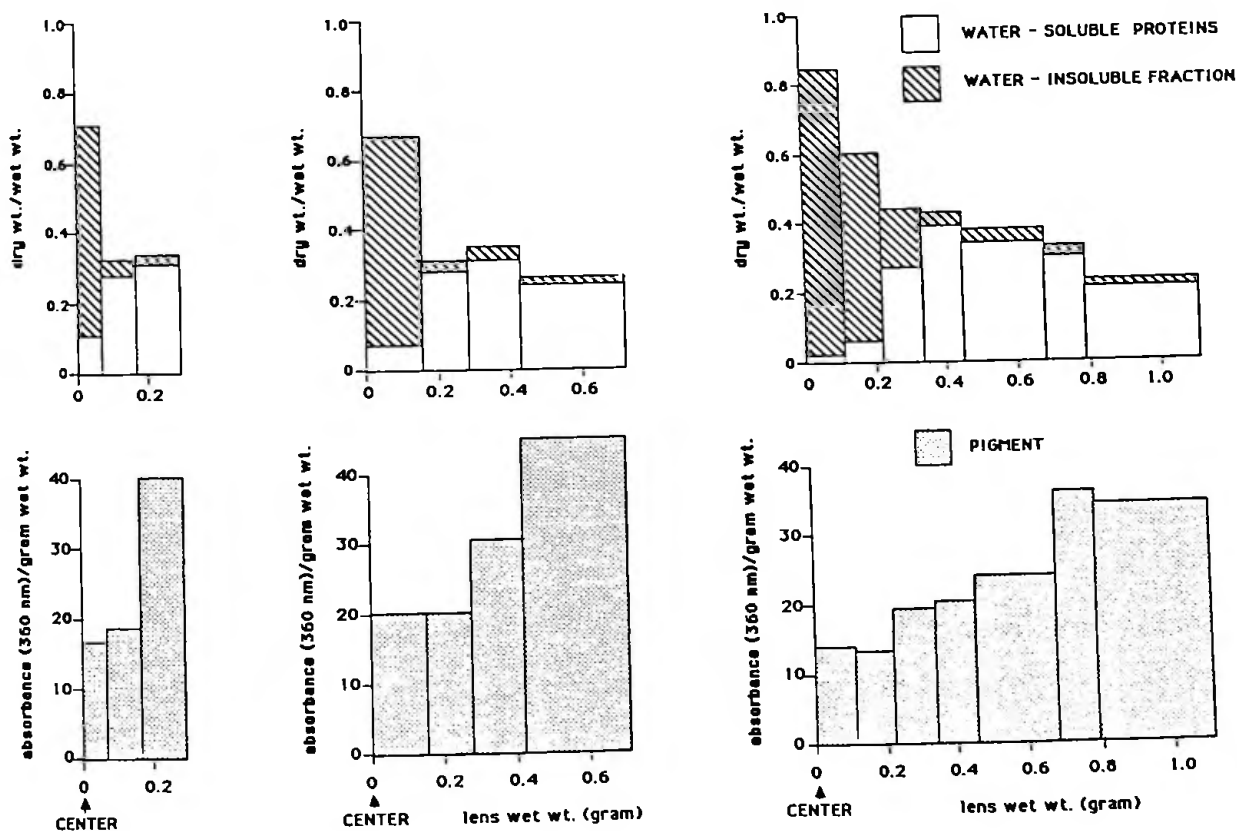 1.0
0.8
0.6
0.4
0.2
0
0.2
dry wt./wet wt.
1.0
0.8
0.6
0.4
0.2
0
0 0.2 0.4 0.6
dry wt./wet wt.
1.0
0.8
0.6
0.4
0.2
0
0 0.2 0.4 0.6 0.8 1.0
dry wt./wet wt.
WATER - SOLUBLE PROTEINS
WATER - INSOLUBLE FRACTION
40
30
20
10
0
0 0.2
CENTER
absorbance (360 nm)/gram wet wt.
40
30
20
10
0
0 0.2 0.4 0.6
CENTER
lens wet wt. (gram)
absorbance (360 nm)/gram wet wt.
PIGMENT
40
30
20
10
0
0 0.2 0.4 0.6 0.8 1.0
CENTER
lens wet wt. (gram)
absorbance (360 nm)/gram wet wt.